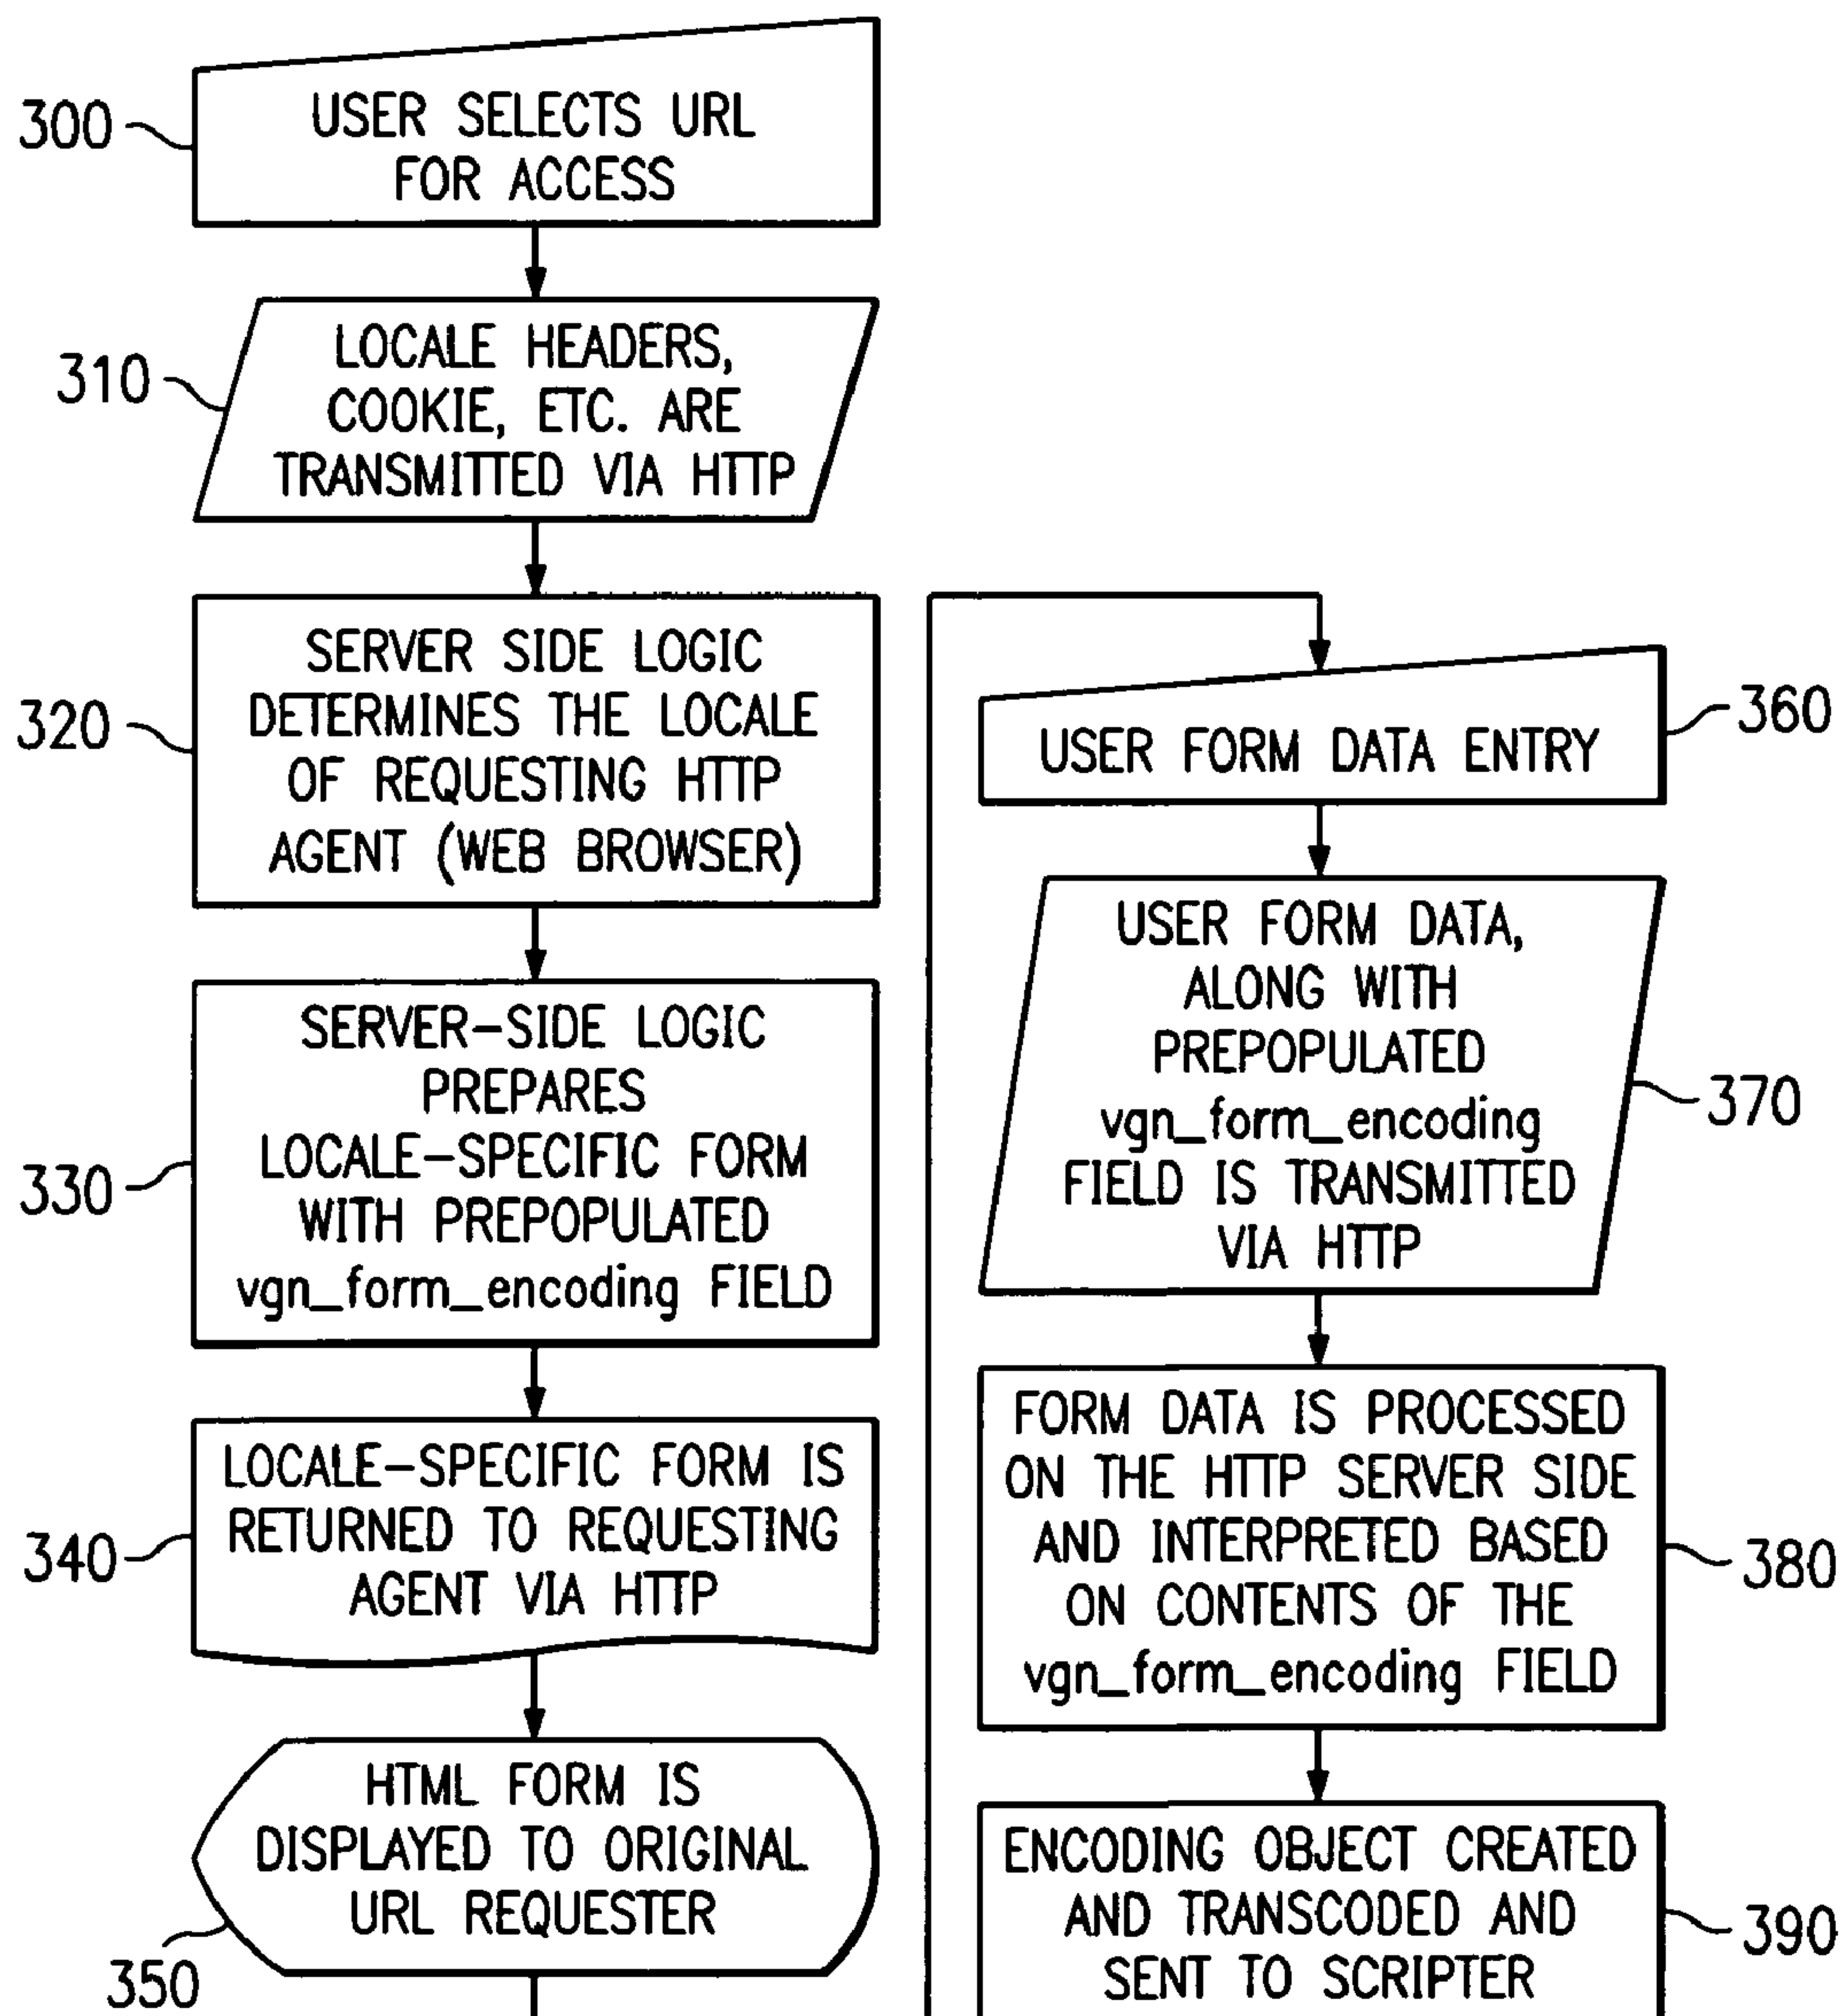 300
USER SELECTS URL
FOR ACCESS
310
LOCALE HEADERS,
COOKIE, ETC. ARE
TRANSMITTED VIA HTTP
320
SERVER SIDE LOGIC
DETERMINES THE LOCALE
OF REQUESTING HTTP
AGENT (WEB BROWSER)
330
SERVER-SIDE LOGIC
PREPARES
LOCALE-SPECIFIC FORM
WITH PREPOPULATED
vgn_form_encoding FIELD
340
LOCALE-SPECIFIC FORM IS
RETURNED TO REQUESTING
AGENT VIA HTTP
350
HTML FORM IS
DISPLAYED TO ORIGINAL
URL REQUESTER
360
USER FORM DATA ENTRY
370
USER FORM DATA,
ALONG WITH
PREPOPULATED
vgn_form_encoding
FIELD IS TRANSMITTED
VIA HTTP
380
FORM DATA IS PROCESSED
ON THE HTTP SERVER SIDE
AND INTERPRETED BASED
ON CONTENTS OF THE
vgn_form_encoding FIELD
390
ENCODING OBJECT CREATED
AND TRANSCODED AND
SENT TO SCRIPTER